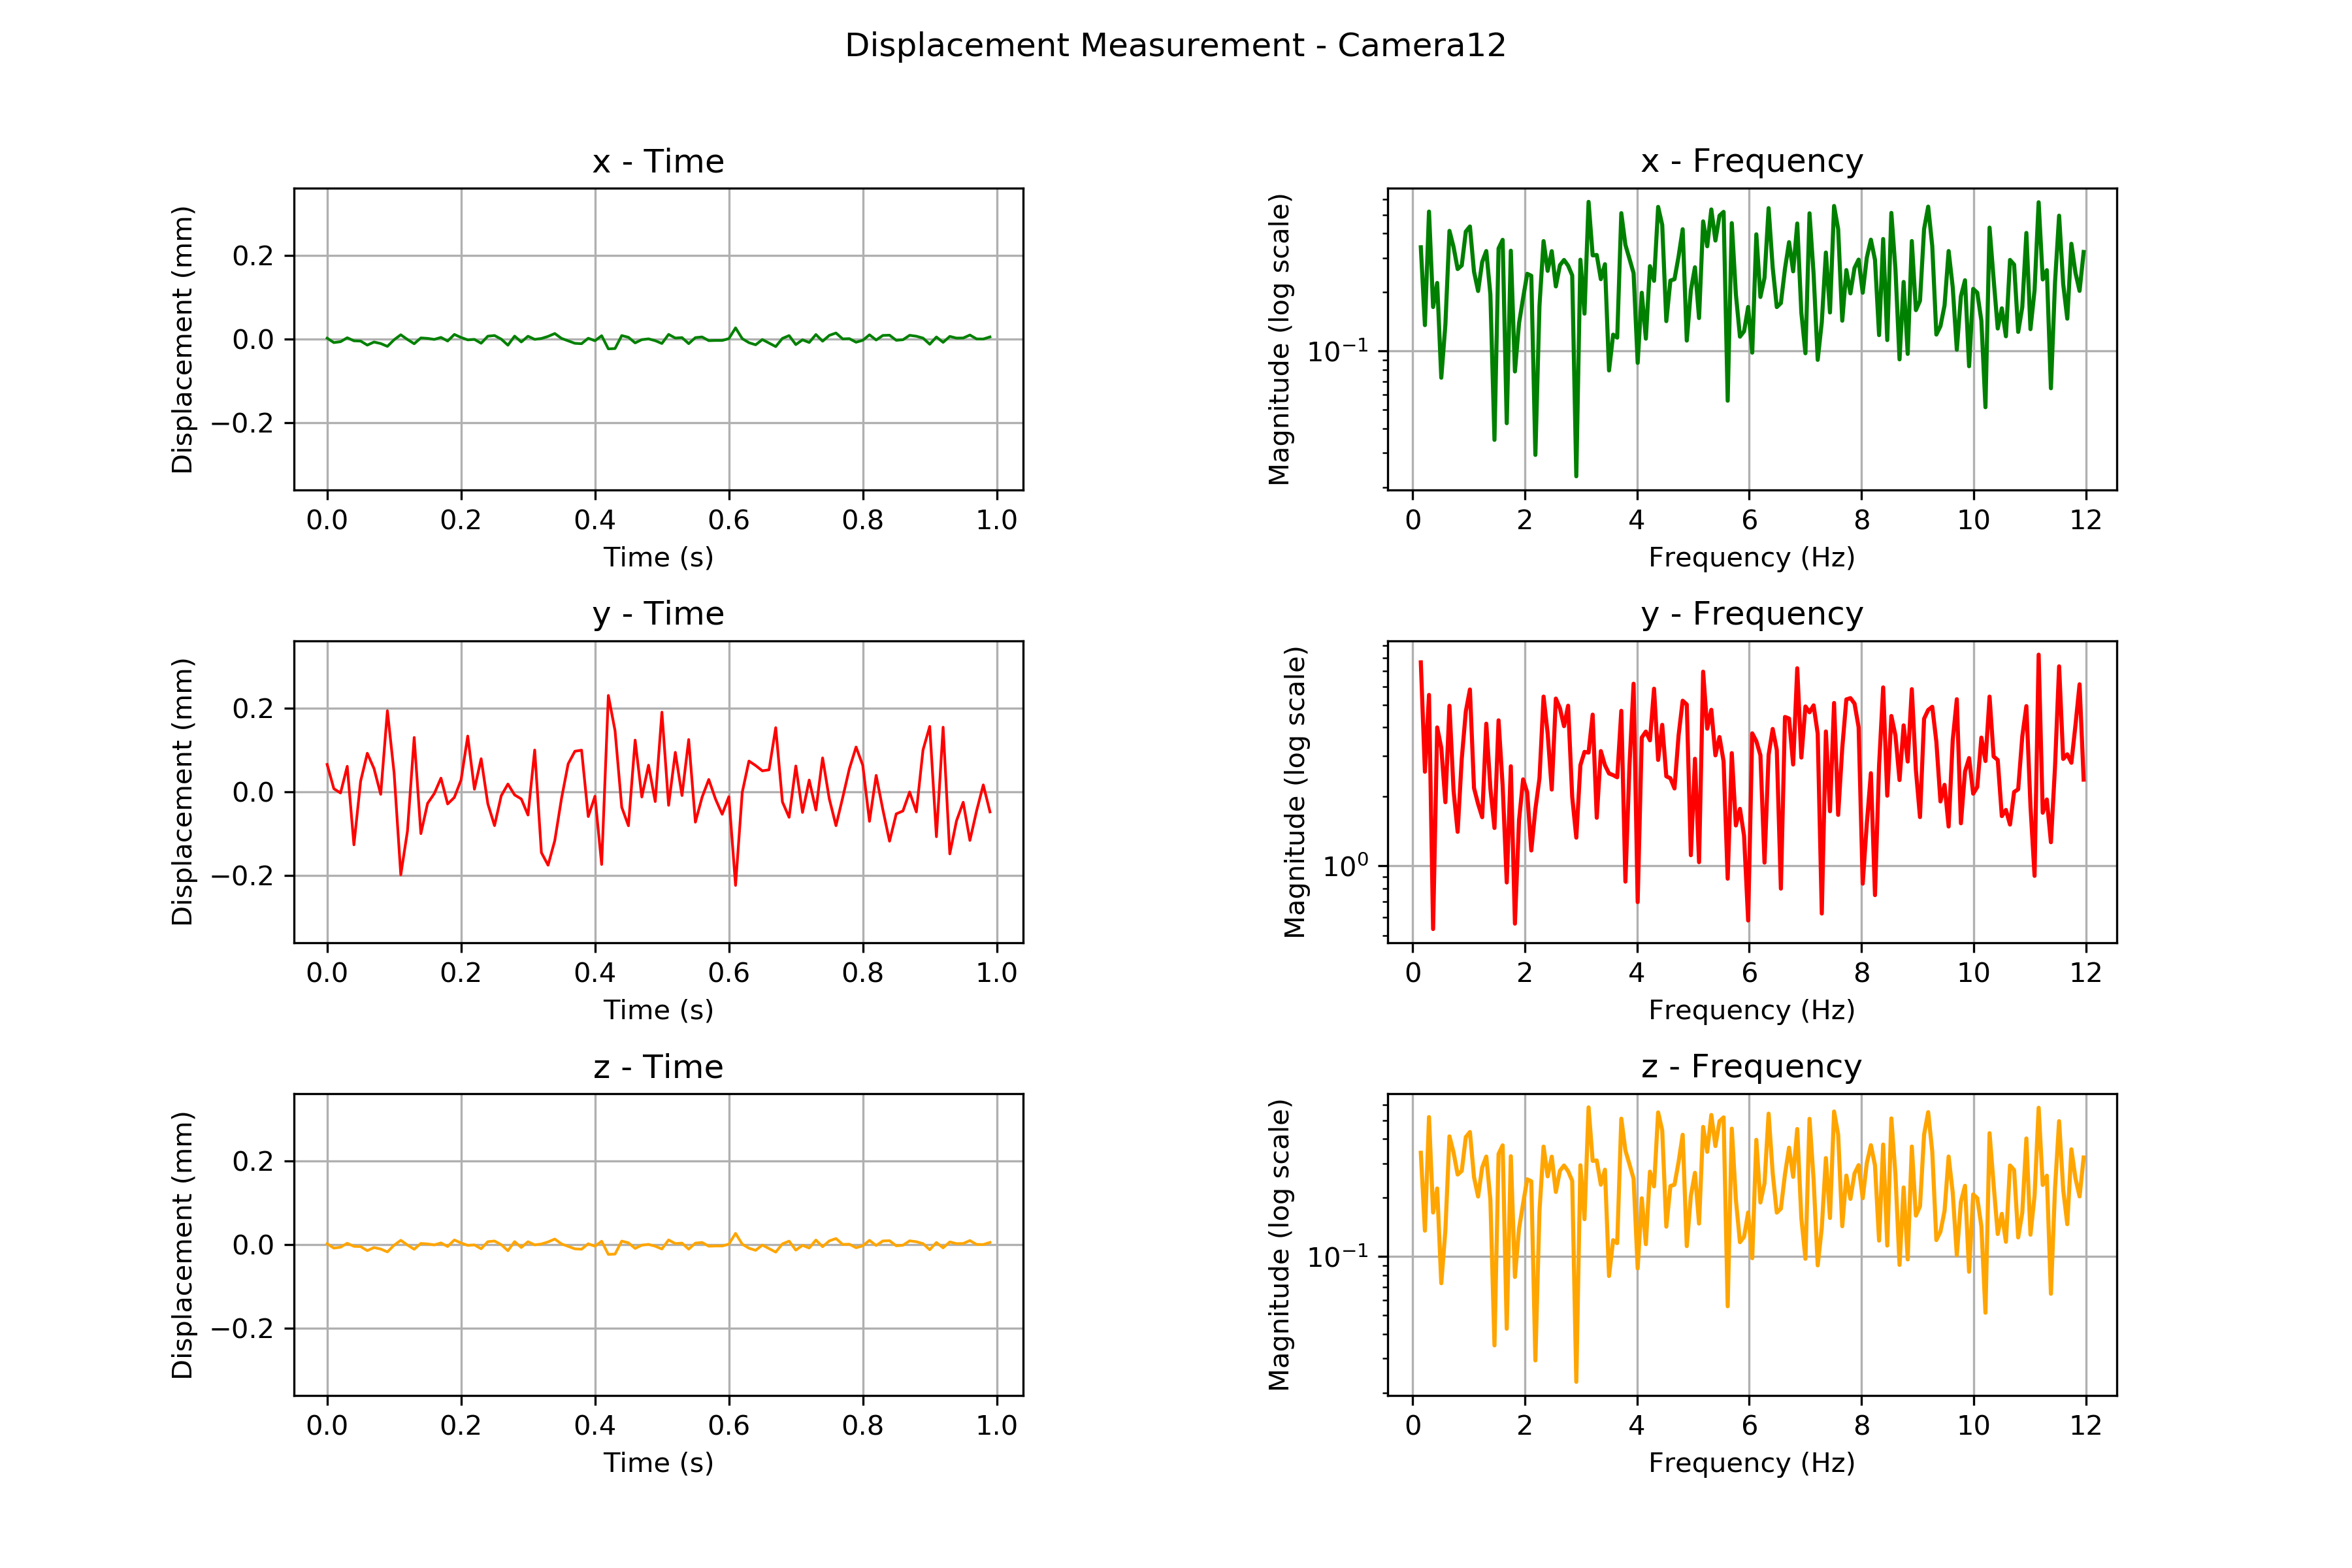 Displacement Measurement - Camera12
x - Time
Displacement (mm)
0.2
0.0
−0.2
0.0 0.2 0.4 0.6 0.8 1.0
Time (s)
x - Frequency
Magnitude (log scale)
10⁻¹
0 2 4 6 8 10 12
Frequency (Hz)
y - Time
Displacement (mm)
0.2
0.0
−0.2
0.0 0.2 0.4 0.6 0.8 1.0
Time (s)
y - Frequency
Magnitude (log scale)
10⁰
0 2 4 6 8 10 12
Frequency (Hz)
z - Time
Displacement (mm)
0.2
0.0
−0.2
0.0 0.2 0.4 0.6 0.8 1.0
Time (s)
z - Frequency
Magnitude (log scale)
10⁻¹
0 2 4 6 8 10 12
Frequency (Hz)